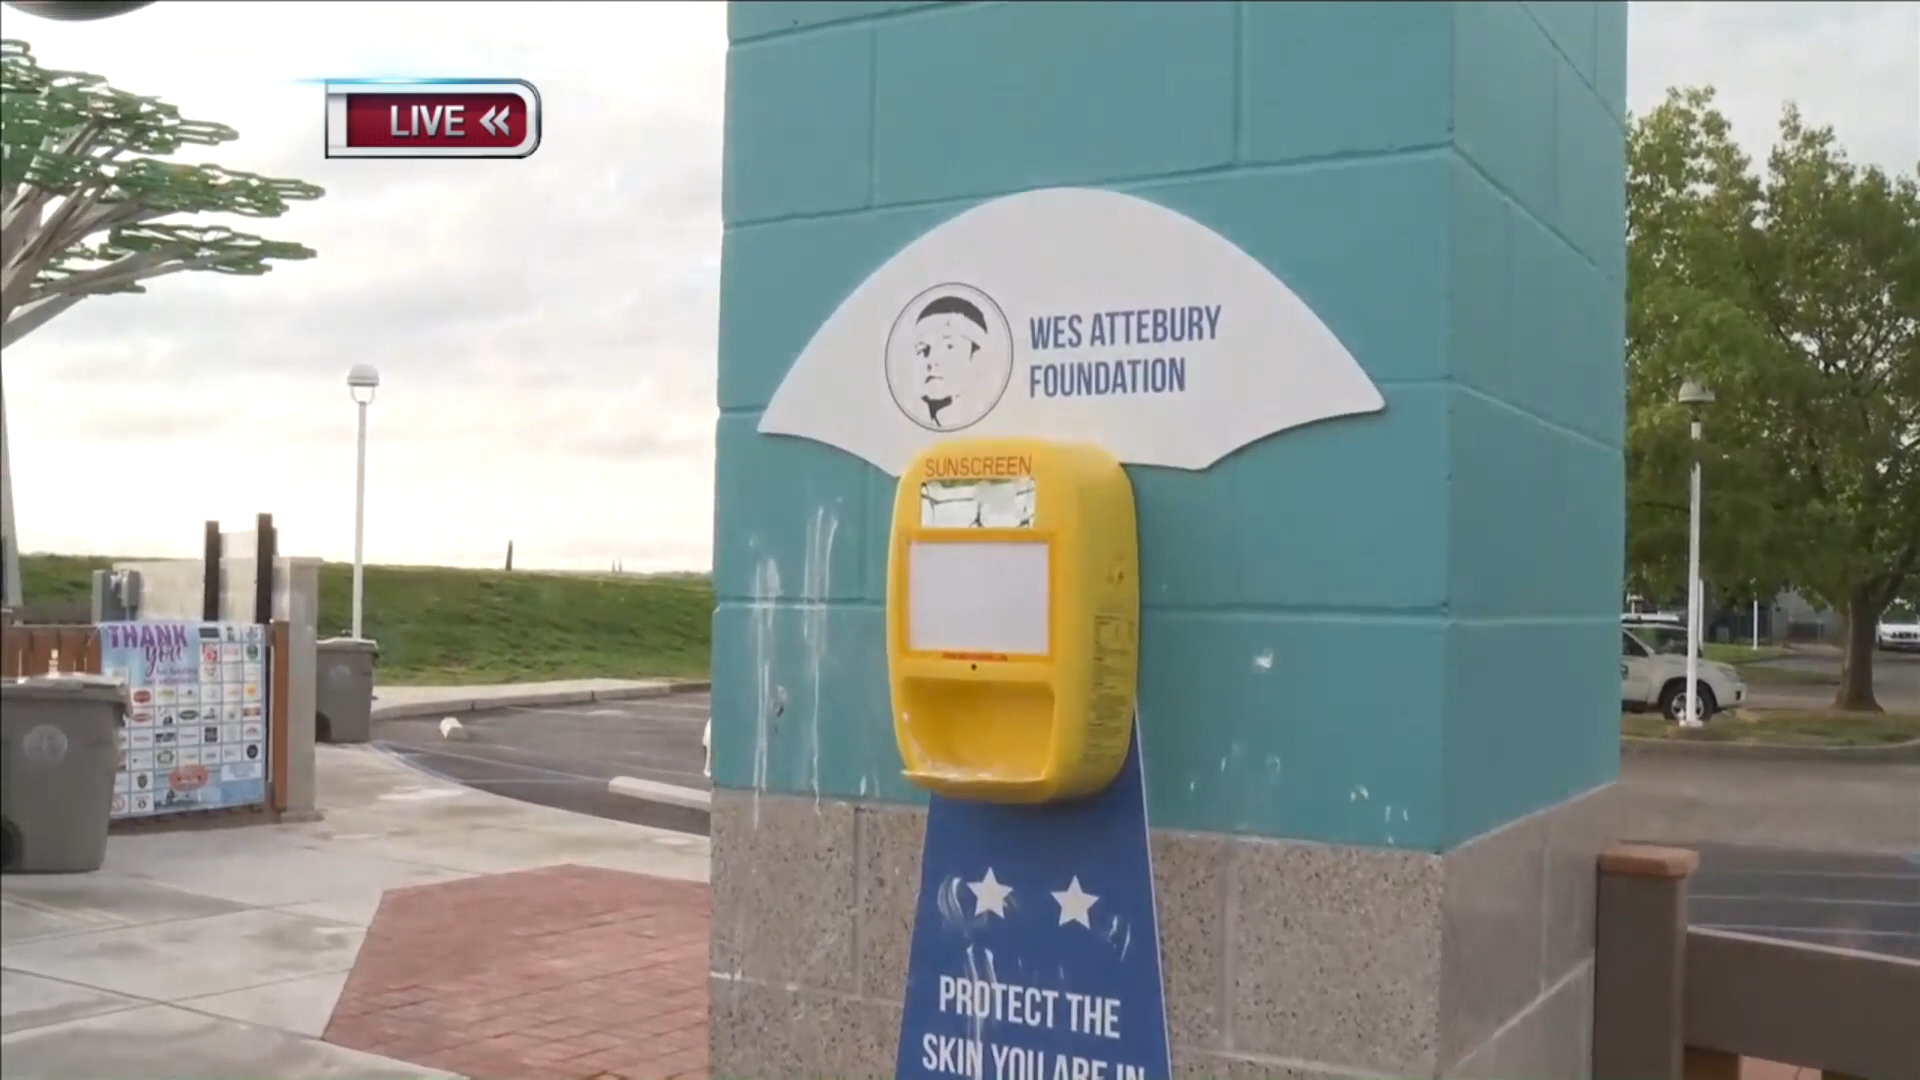 LIVE
WES ATTEBURY
FOUNDATION
SUNSCREEN
THANK
you
PROTECT THE
SKIN YOU ARE IN